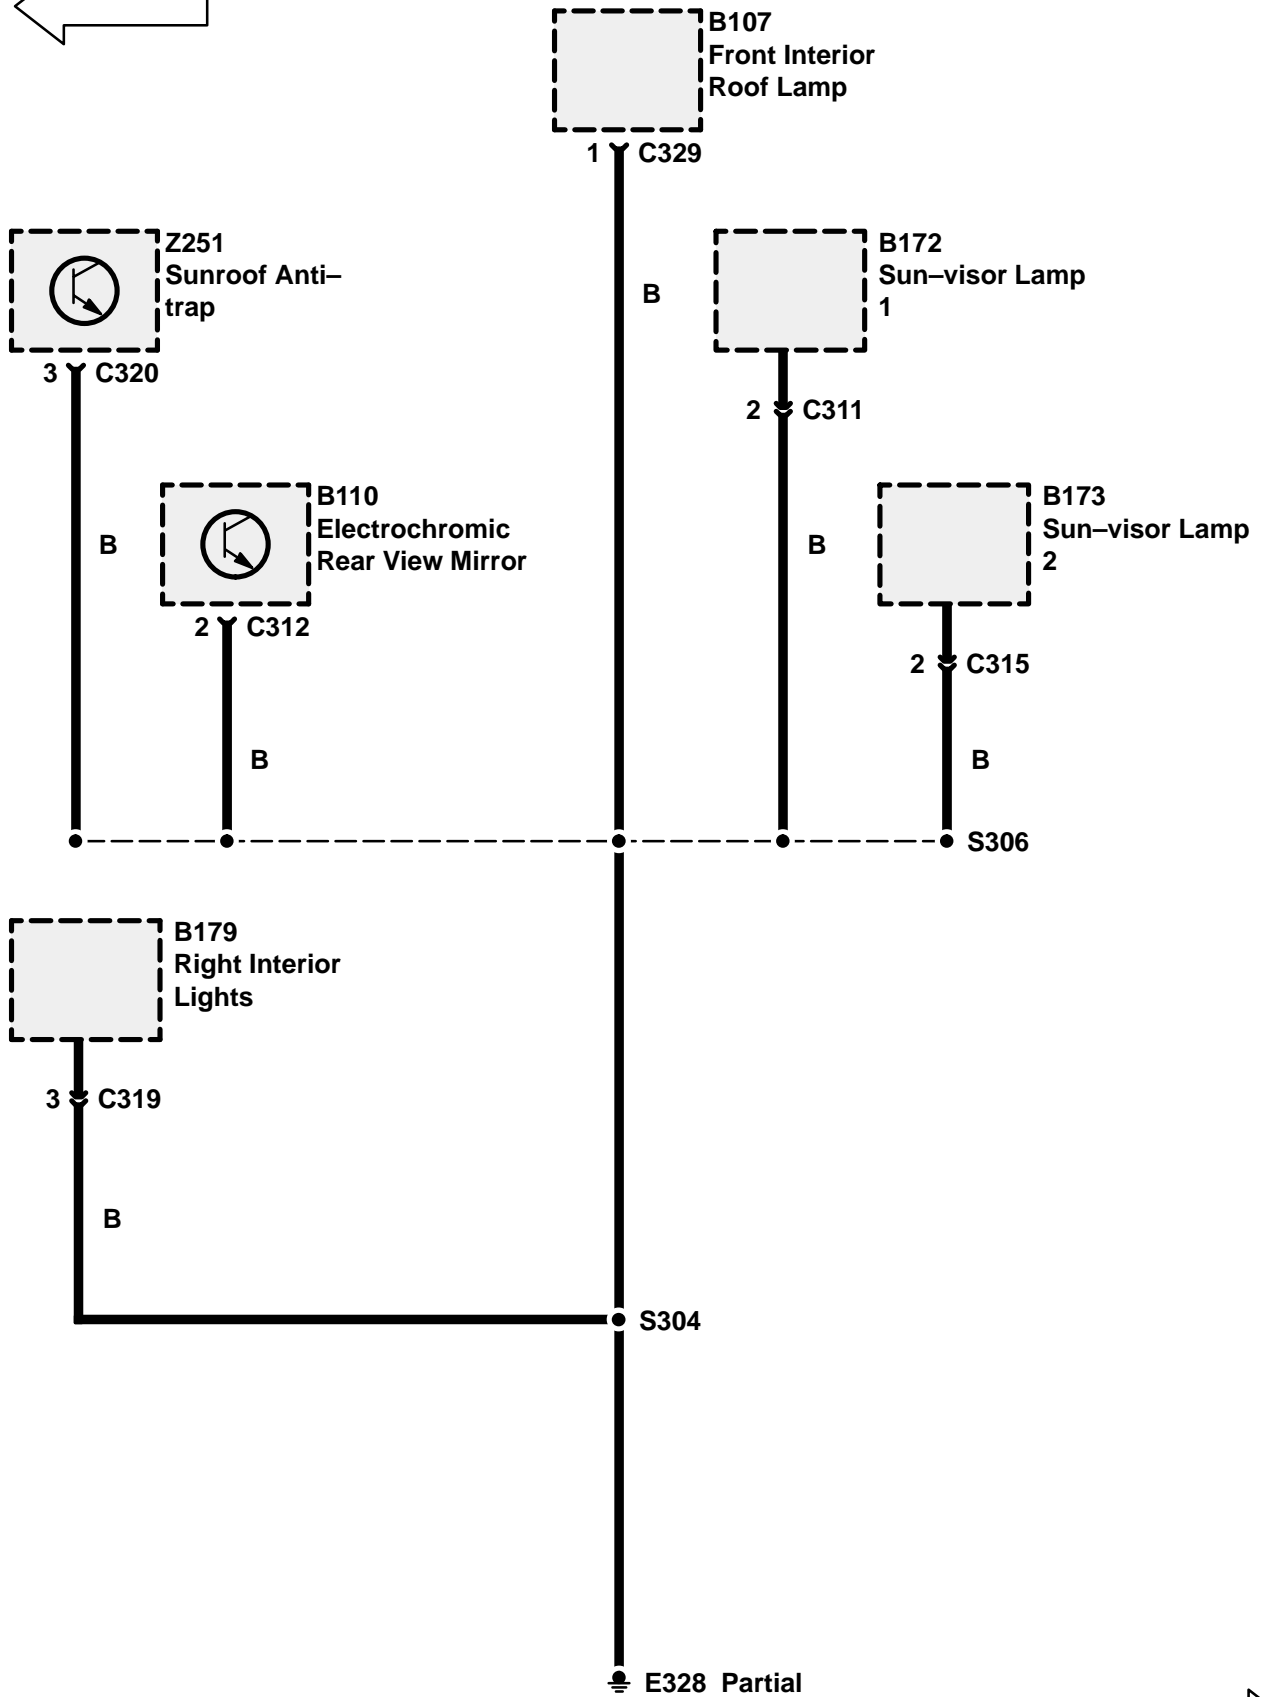 B107
Front Interior
Roof Lamp
1 C329
Z251
Sunroof Anti–
trap
B172
Sun–visor Lamp
1
B
3 C320
2 C311
B110
Electrochromic
Rear View Mirror
B173
Sun–visor Lamp
2
B
B
2 C312
2 C315
B
B
S306
B179
Right Interior
Lights
3 C319
B
S304
E328 Partial